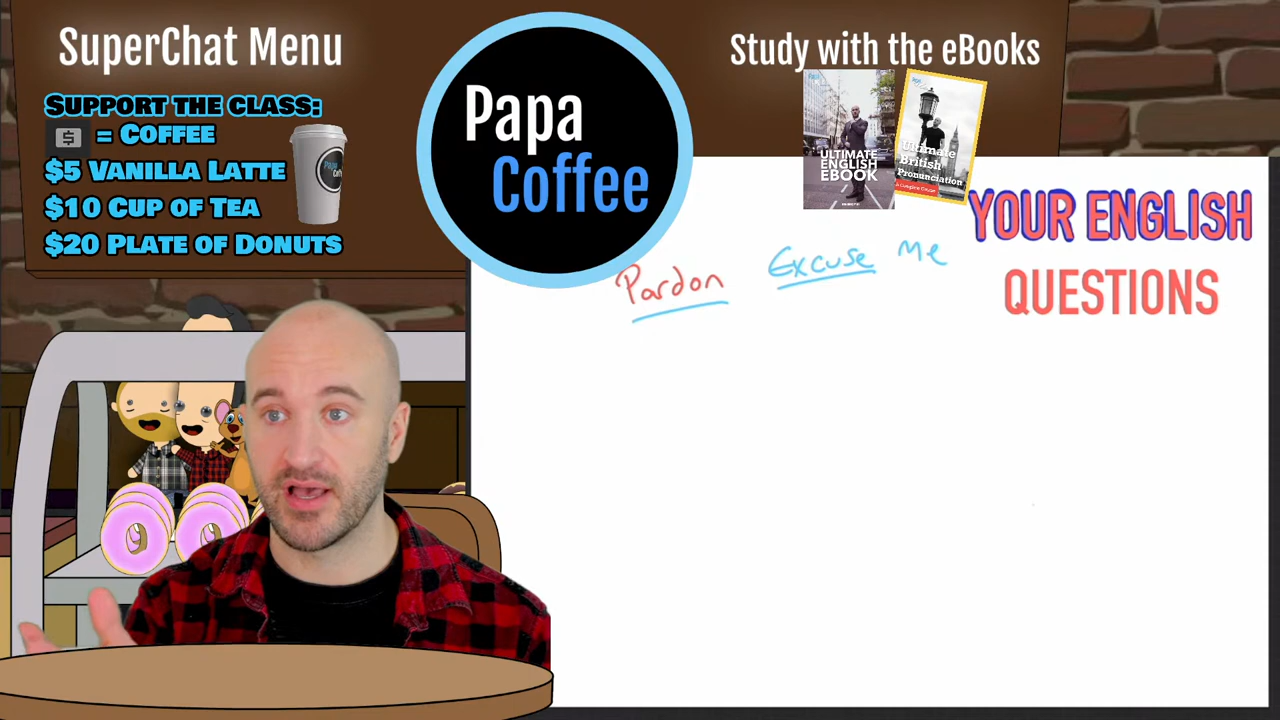 SuperChat Menu
SUPPORT THE CLASS:
$ = COFFEE
$5 VANILLA LATTE
$10 CUP OF TEA
$20 PLATE OF DONUTS
Papa
Coffee
Study with the eBooks
ULTIMATE
ENGLISH
EBOOK
Ultimate
British
Pronunciation
YOUR ENGLISH
QUESTIONS
Pardon
Excuse Me